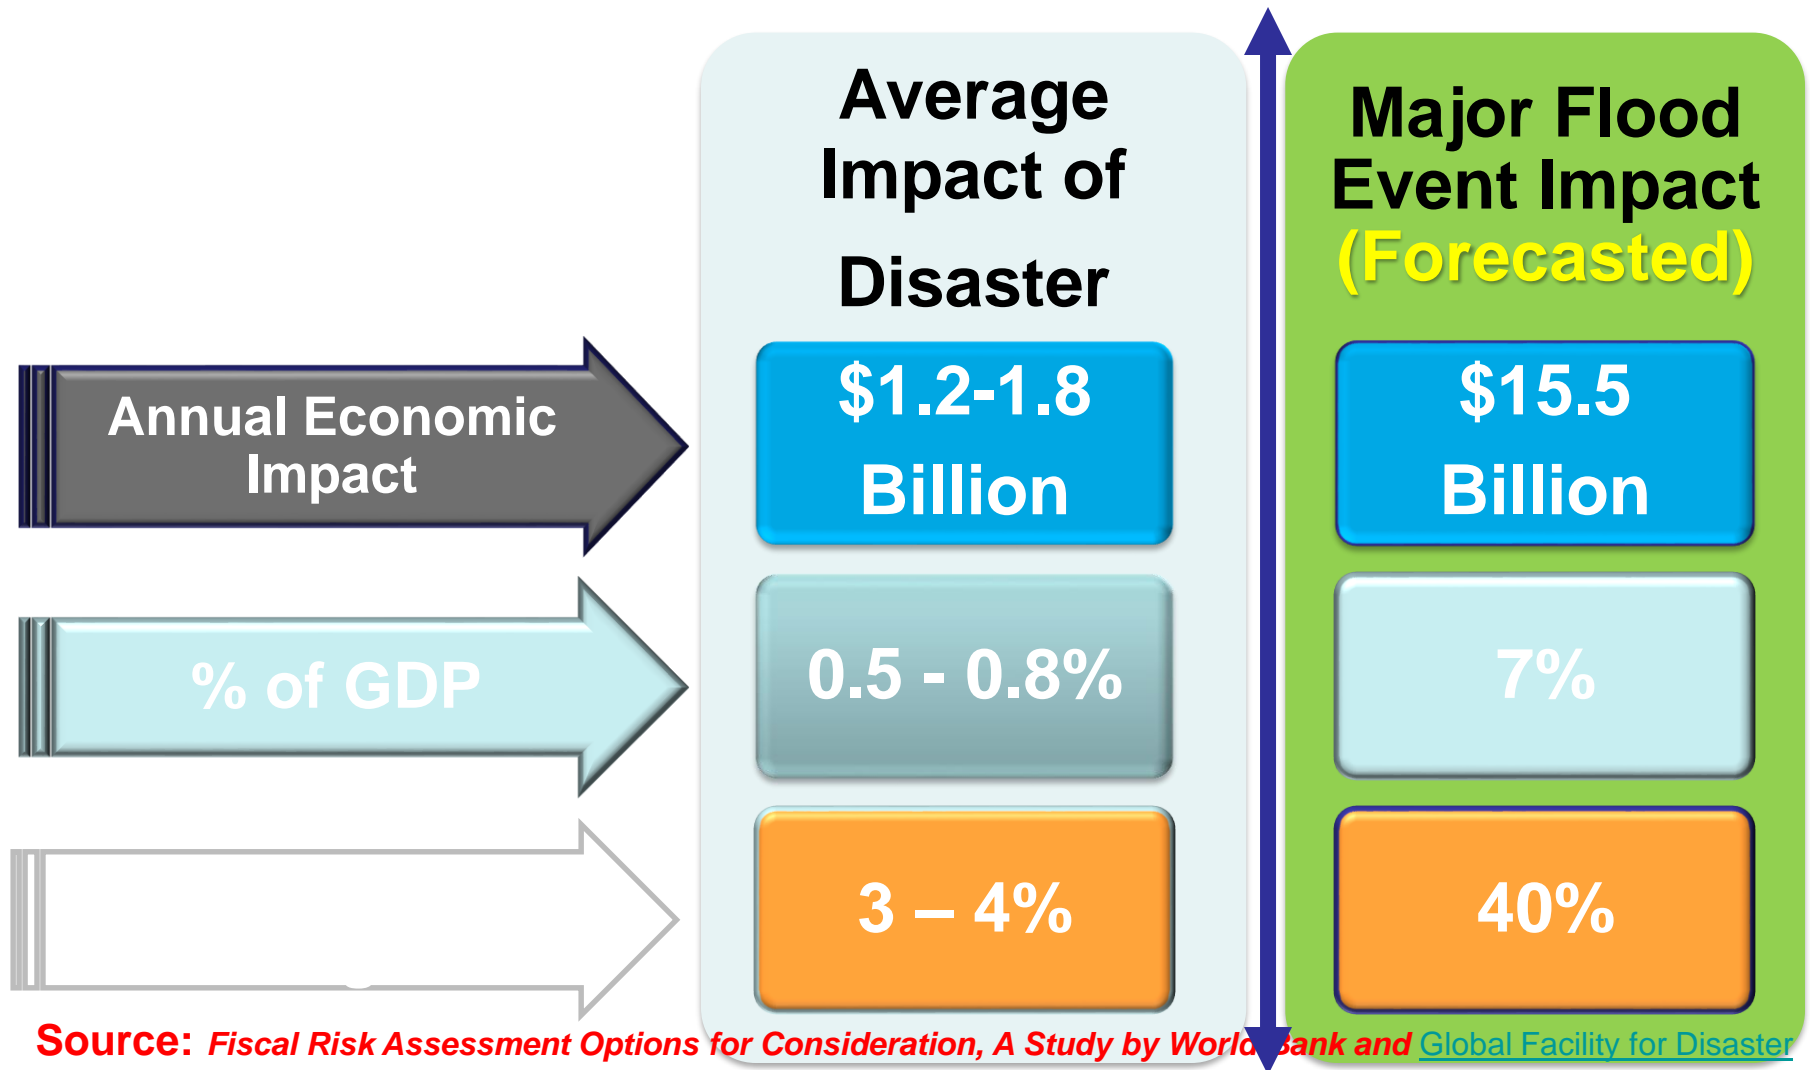 Average
Impact of
Disaster
Major Flood
Event Impact
(Forecasted)
Annual Economic
Impact
$1.2-1.8
Billion
$15.5
Billion
% of GDP
0.5 - 0.8%
7%
3 – 4%
40%
Source: Fiscal Risk Assessment Options for Consideration, A Study by World Bank and Global Facility for Disaster